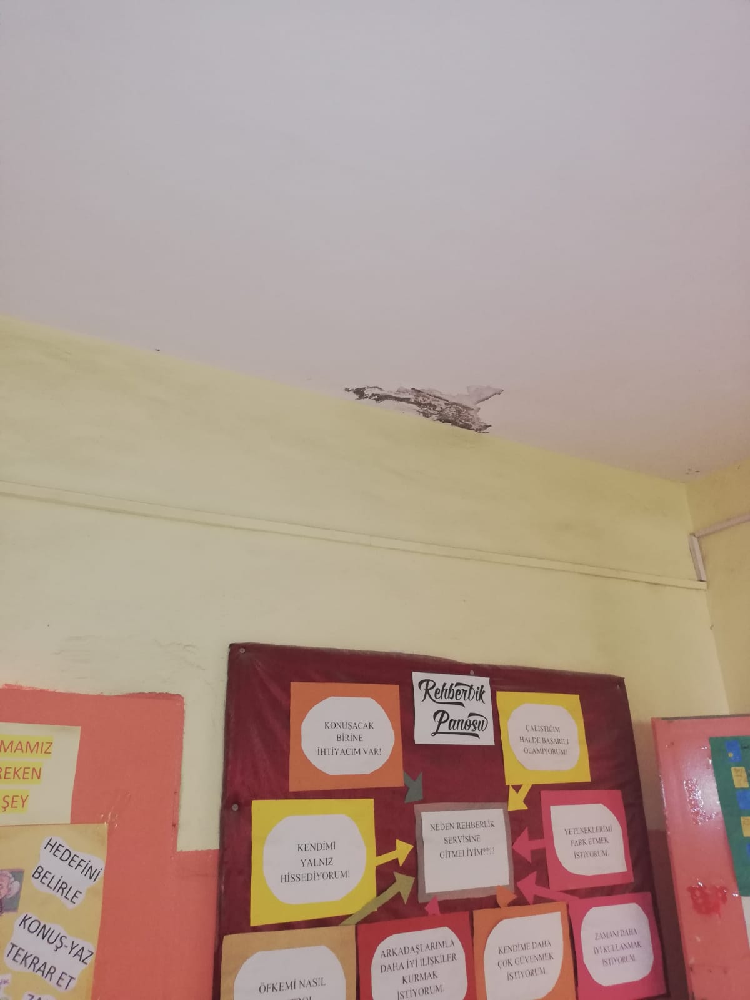 Rehberlik
Panosu
KONUŞACAK
BİRİNE
İHTİYACIM VAR!
ÇALIŞTIĞIM
HALDE BAŞARILI
OLAMIYORUM!
KENDİMİ
YALNIZ
HİSSEDİYORUM!
NEDEN REHBERLİK
SERVİSİNE
GİTMELİYİM????
YETENEKLERİMİ
FARK ETMEK
İSTİYORUM.
ÖFKEMİ NASIL
ARKADAŞLARIMLA
DAHA İYİ İLİŞKİLER
KURMAK
İSTİYORUM.
KENDİME DAHA
ÇOK GÜVENMEK
İSTİYORUM.
ZAMANI DAHA
İYİ KULLANMAK
İSTİYORUM.
MAMIZ
REKEN
ŞEY
HEDEFİNİ
BELİRLE
KONUŞ-YAZ
TEKRAR ET